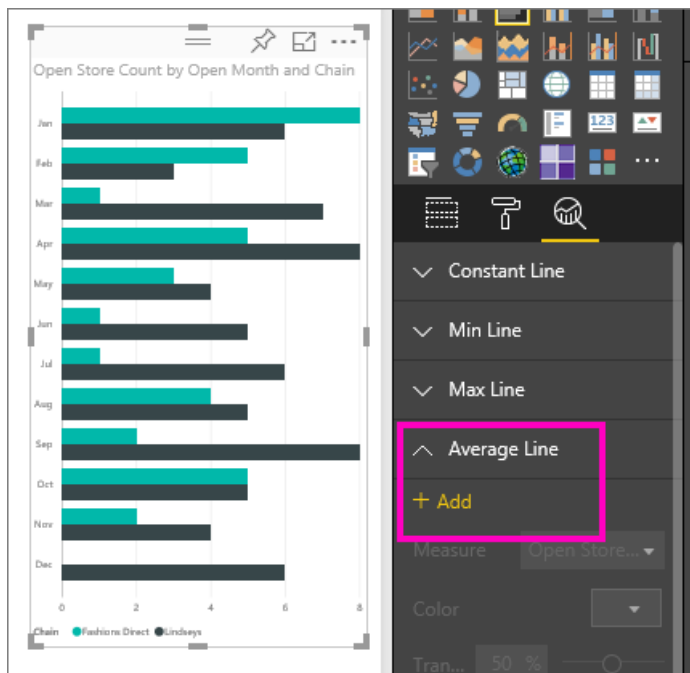 Open Store Count by Open Month and Chain
Jan
Feb
Mar
Apr
May
Jun
Jul
Aug
Sep
Oct
Nov
Dec
0 2 4 6 8
Chain Fashions Direct Lindseys
123
Constant Line
Min Line
Max Line
Average Line
+ Add
Measure Open Store...
Color
Tran... 50 %